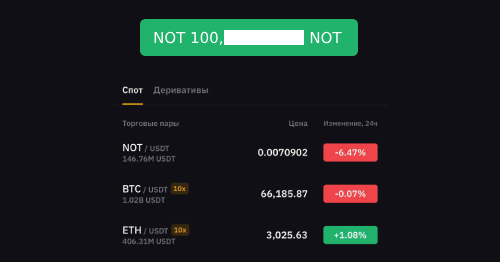 NOT 100, NOT
Спот Деривативы
Торговые пары Цена Изменение, 24ч
NOT / USDT 0.0070902 -6.47%
146.76M USDT
BTC / USDT 10x 66,185.87 -0.07%
1.02B USDT
ETH / USDT 10x 3,025.63 +1.08%
406.31M USDT